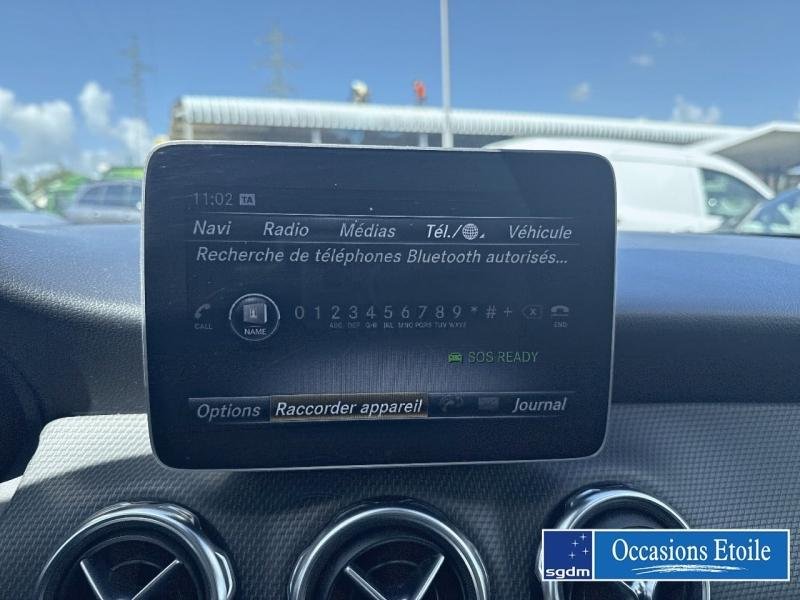 11:02 TA
Navi Radio Médias Tél./ Véhicule
Recherche de téléphones Bluetooth autorisés...
0 1 2 3 4 5 6 7 8 9 * # +
CALL NAME ABC DEF GHI JKL MNO PQRS TUV WXYZ END
SOS READY
Options Raccorder appareil Journal
sgdm Occasions Etoile